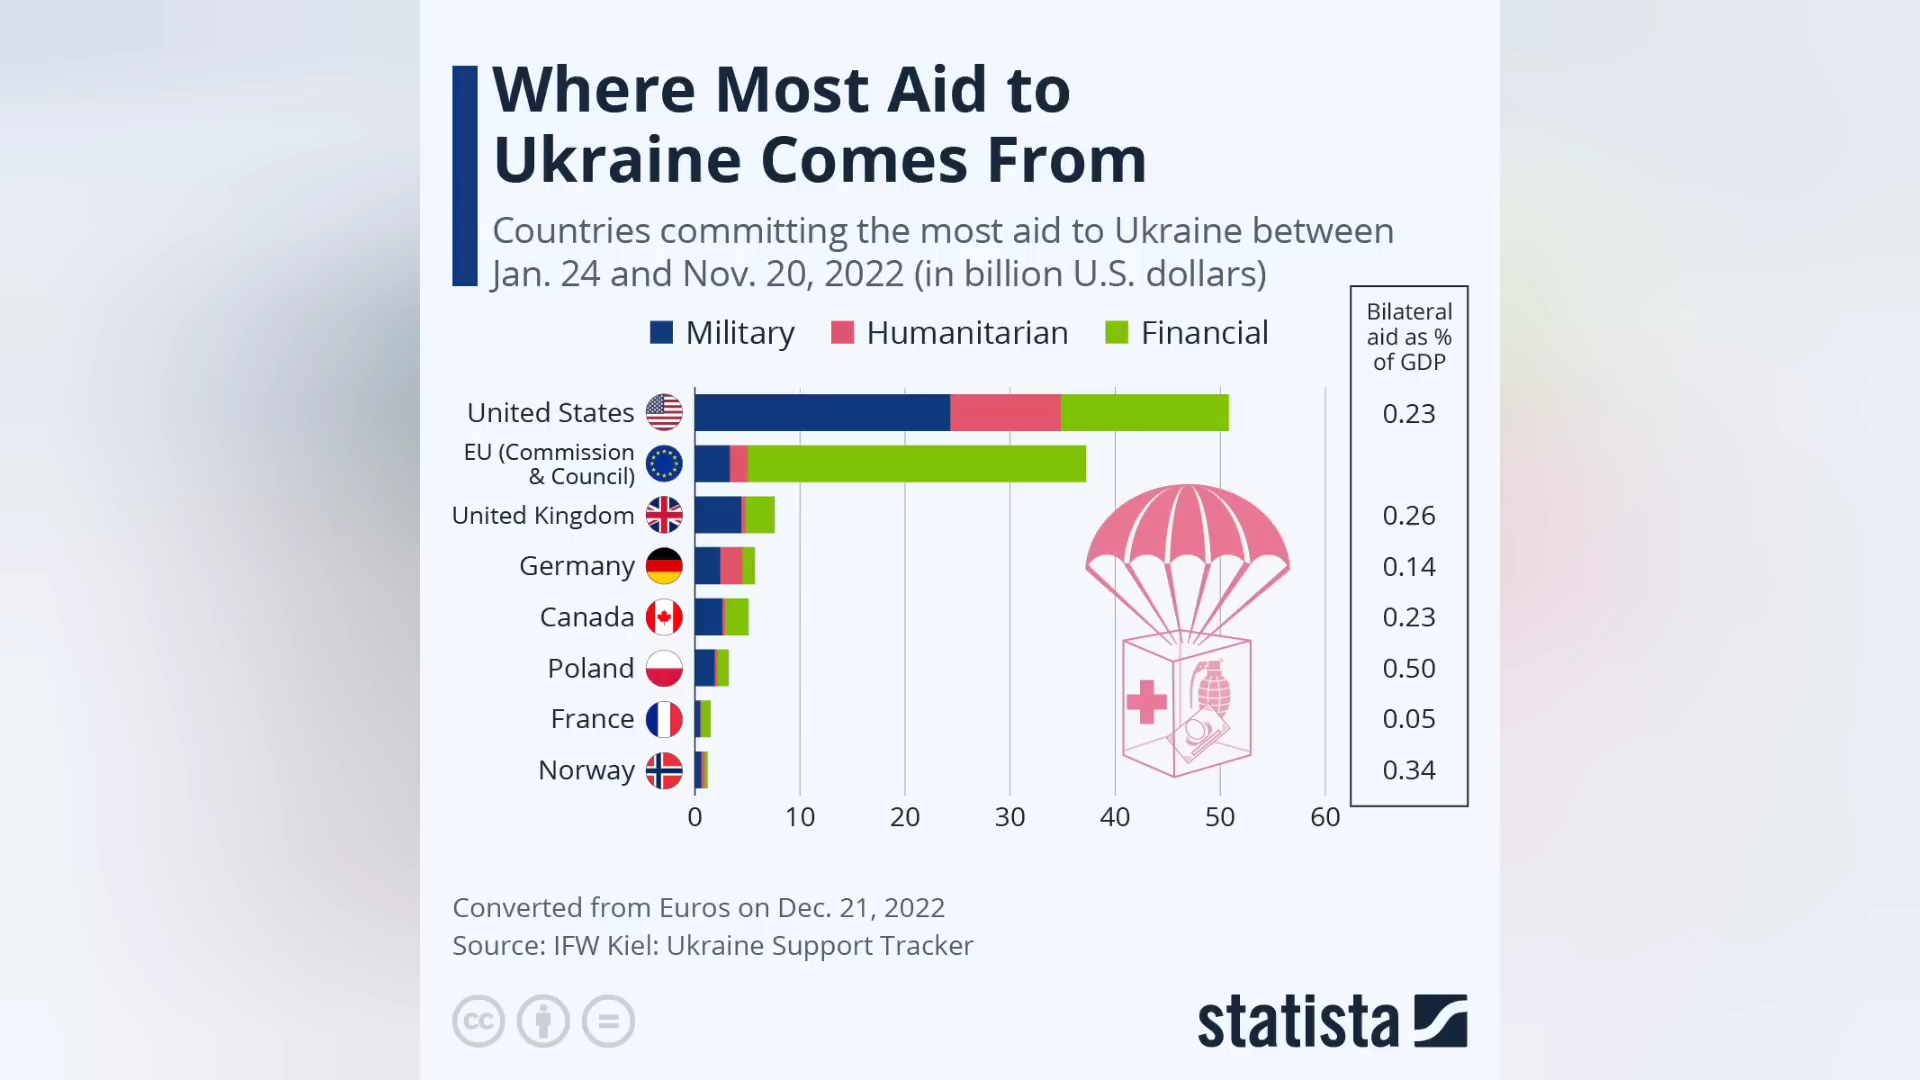 Where Most Aid to
Ukraine Comes From
Countries committing the most aid to Ukraine between
Jan. 24 and Nov. 20, 2022 (in billion U.S. dollars)
Military Humanitarian Financial
Bilateral
aid as %
of GDP
United States 0.23
EU (Commission
& Council)
United Kingdom 0.26
Germany 0.14
Canada 0.23
Poland 0.50
France 0.05
Norway 0.34
0 10 20 30 40 50 60
Converted from Euros on Dec. 21, 2022
Source: IFW Kiel: Ukraine Support Tracker
cc
statista